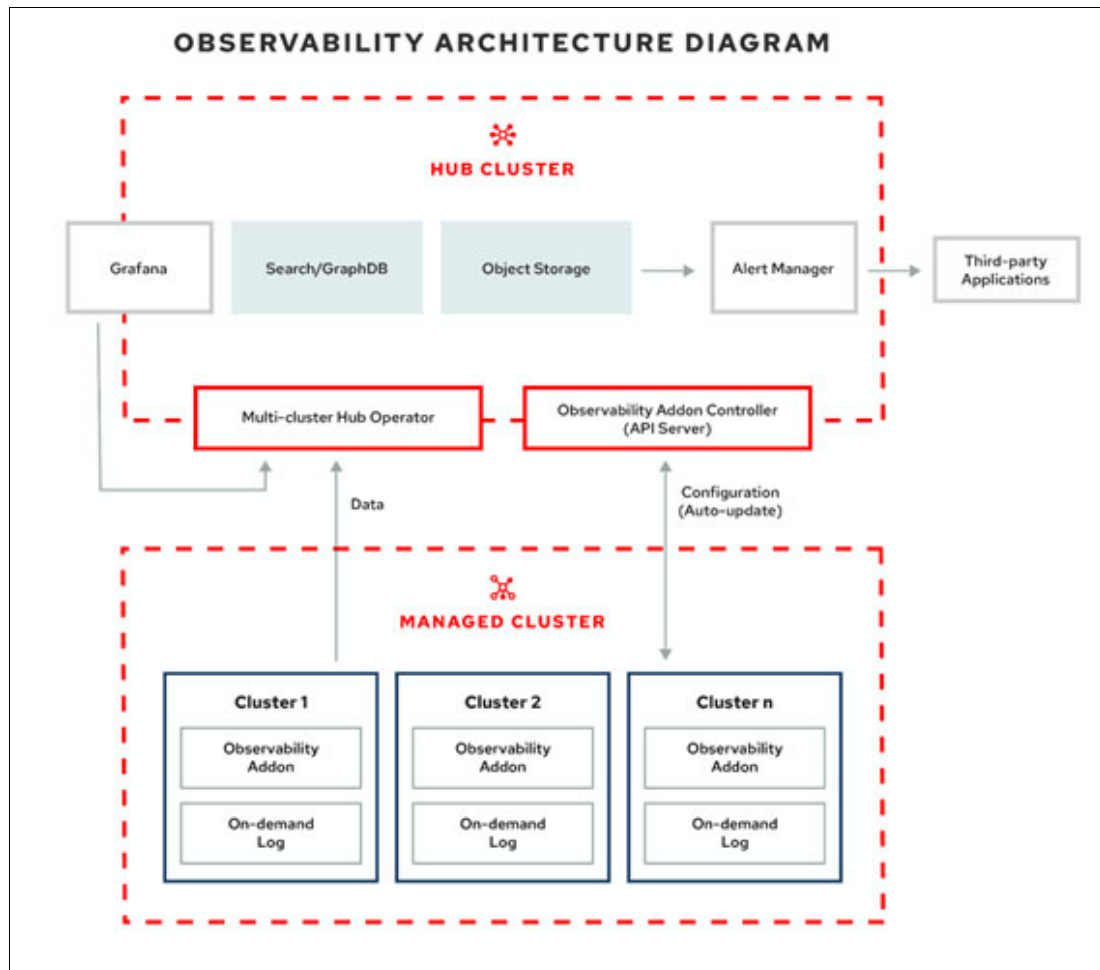 OBSERVABILITY ARCHITECTURE DIAGRAM
HUB CLUSTER
Grafana
Search/GraphDB
Object Storage
Alert Manager
Third-party
Applications
Multi-cluster Hub Operator
Observability Addon Controller
(API Server)
Data
Configuration
(Auto-update)
MANAGED CLUSTER
Cluster 1
Observability
Addon
On-demand
Log
Cluster 2
Observability
Addon
On-demand
Log
Cluster n
Observability
Addon
On-demand
Log